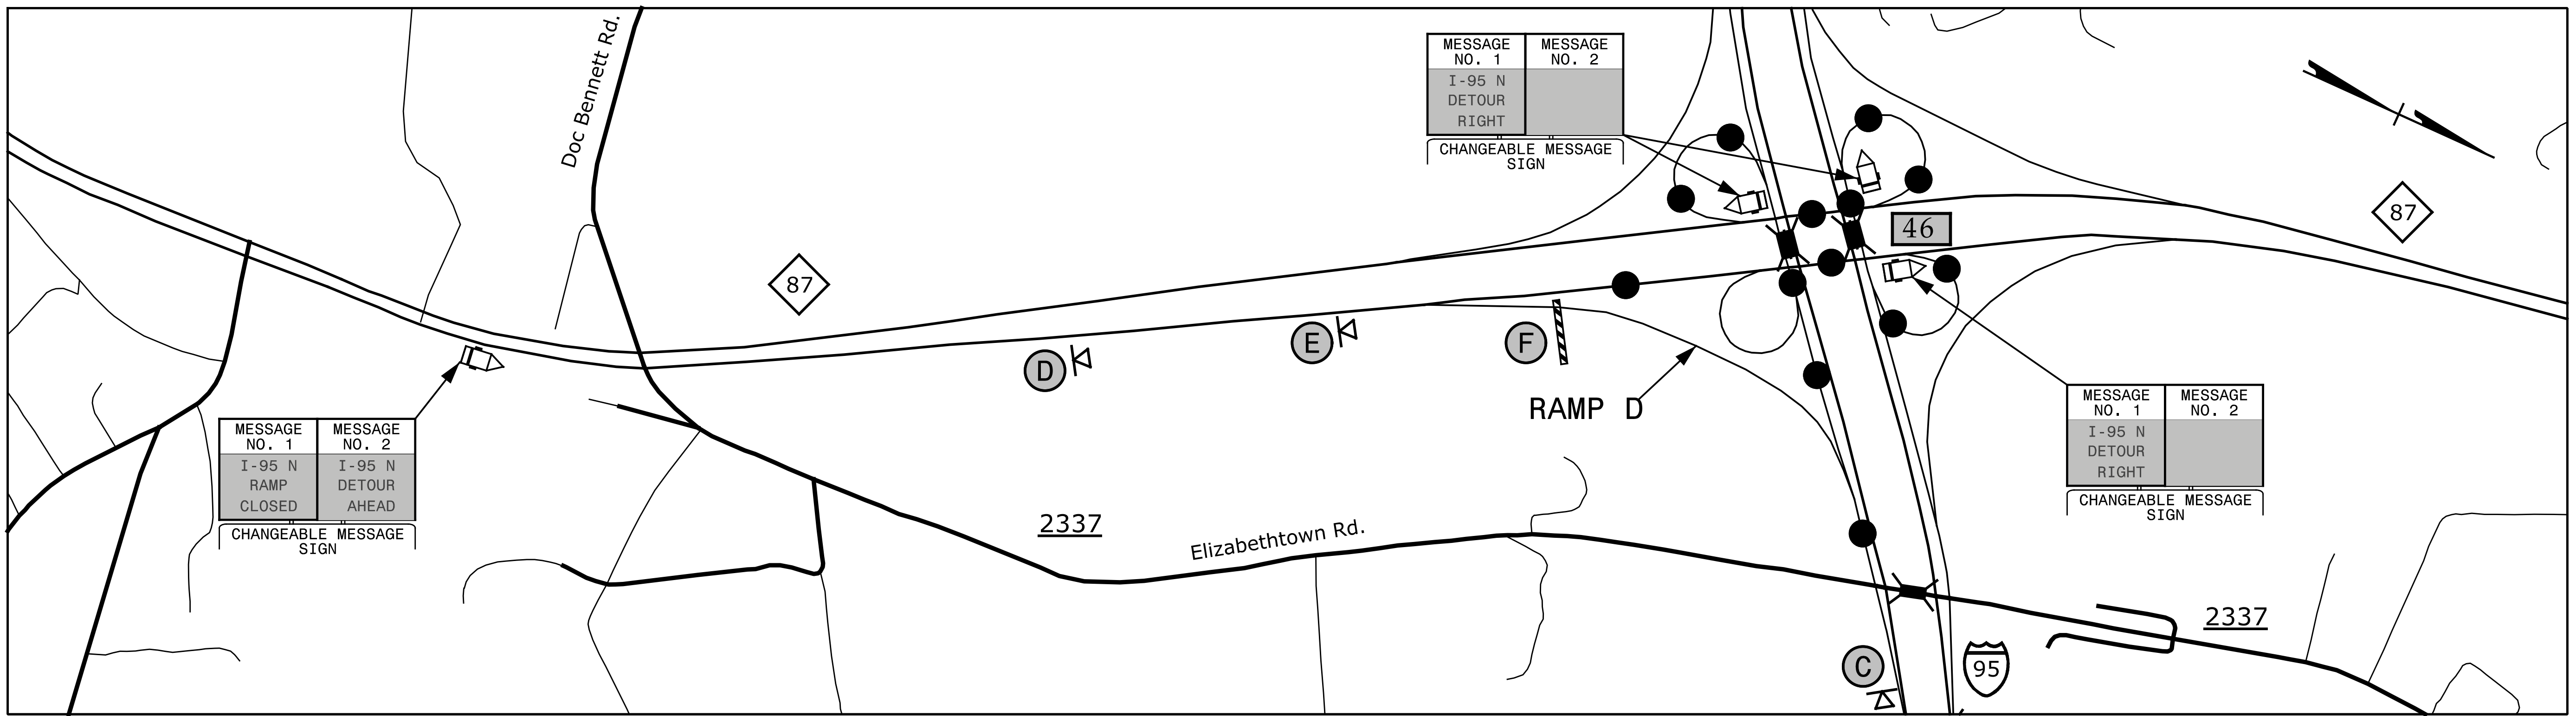 Doc Bennett Rd.
MESSAGE NO. 1
MESSAGE NO. 2
I-95 N
DETOUR
RIGHT
CHANGEABLE MESSAGE
SIGN
87
46
87
D
E
F
RAMP D
MESSAGE NO. 1
MESSAGE NO. 2
I-95 N
RAMP
CLOSED
I-95 N
DETOUR
AHEAD
CHANGEABLE MESSAGE
SIGN
MESSAGE NO. 1
MESSAGE NO. 2
I-95 N
DETOUR
RIGHT
CHANGEABLE MESSAGE
SIGN
2337
Elizabethtown Rd.
2337
C
95